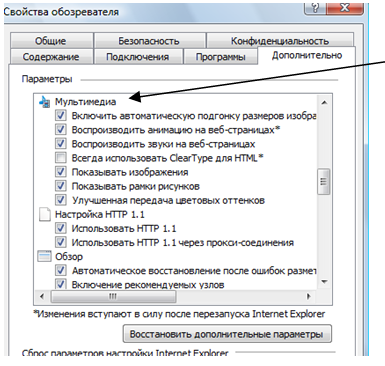 Свойства обозревателя
Общие Безопасность Конфиденциальность
Содержание Подключения Программы Дополнительно
Параметры
Мультимедиа
Включить автоматическую подгонку размеров изобра
Воспроизводить анимацию на веб-страницах*
Воспроизводить звуки на веб-страницах
Всегда использовать ClearType для HTML*
Показывать изображения
Показывать рамки рисунков
Улучшенная передача цветовых оттенков
Настройка HTTP 1.1
Использовать HTTP 1.1
Использовать HTTP 1.1 через прокси-соединения
Обзор
Автоматическое восстановление после ошибок размет
Включение рекомендуемых узлов
*Изменения вступают в силу после перезапуска Internet Explorer
Восстановить дополнительные параметры
Сброс параметров настройки Internet Explorer